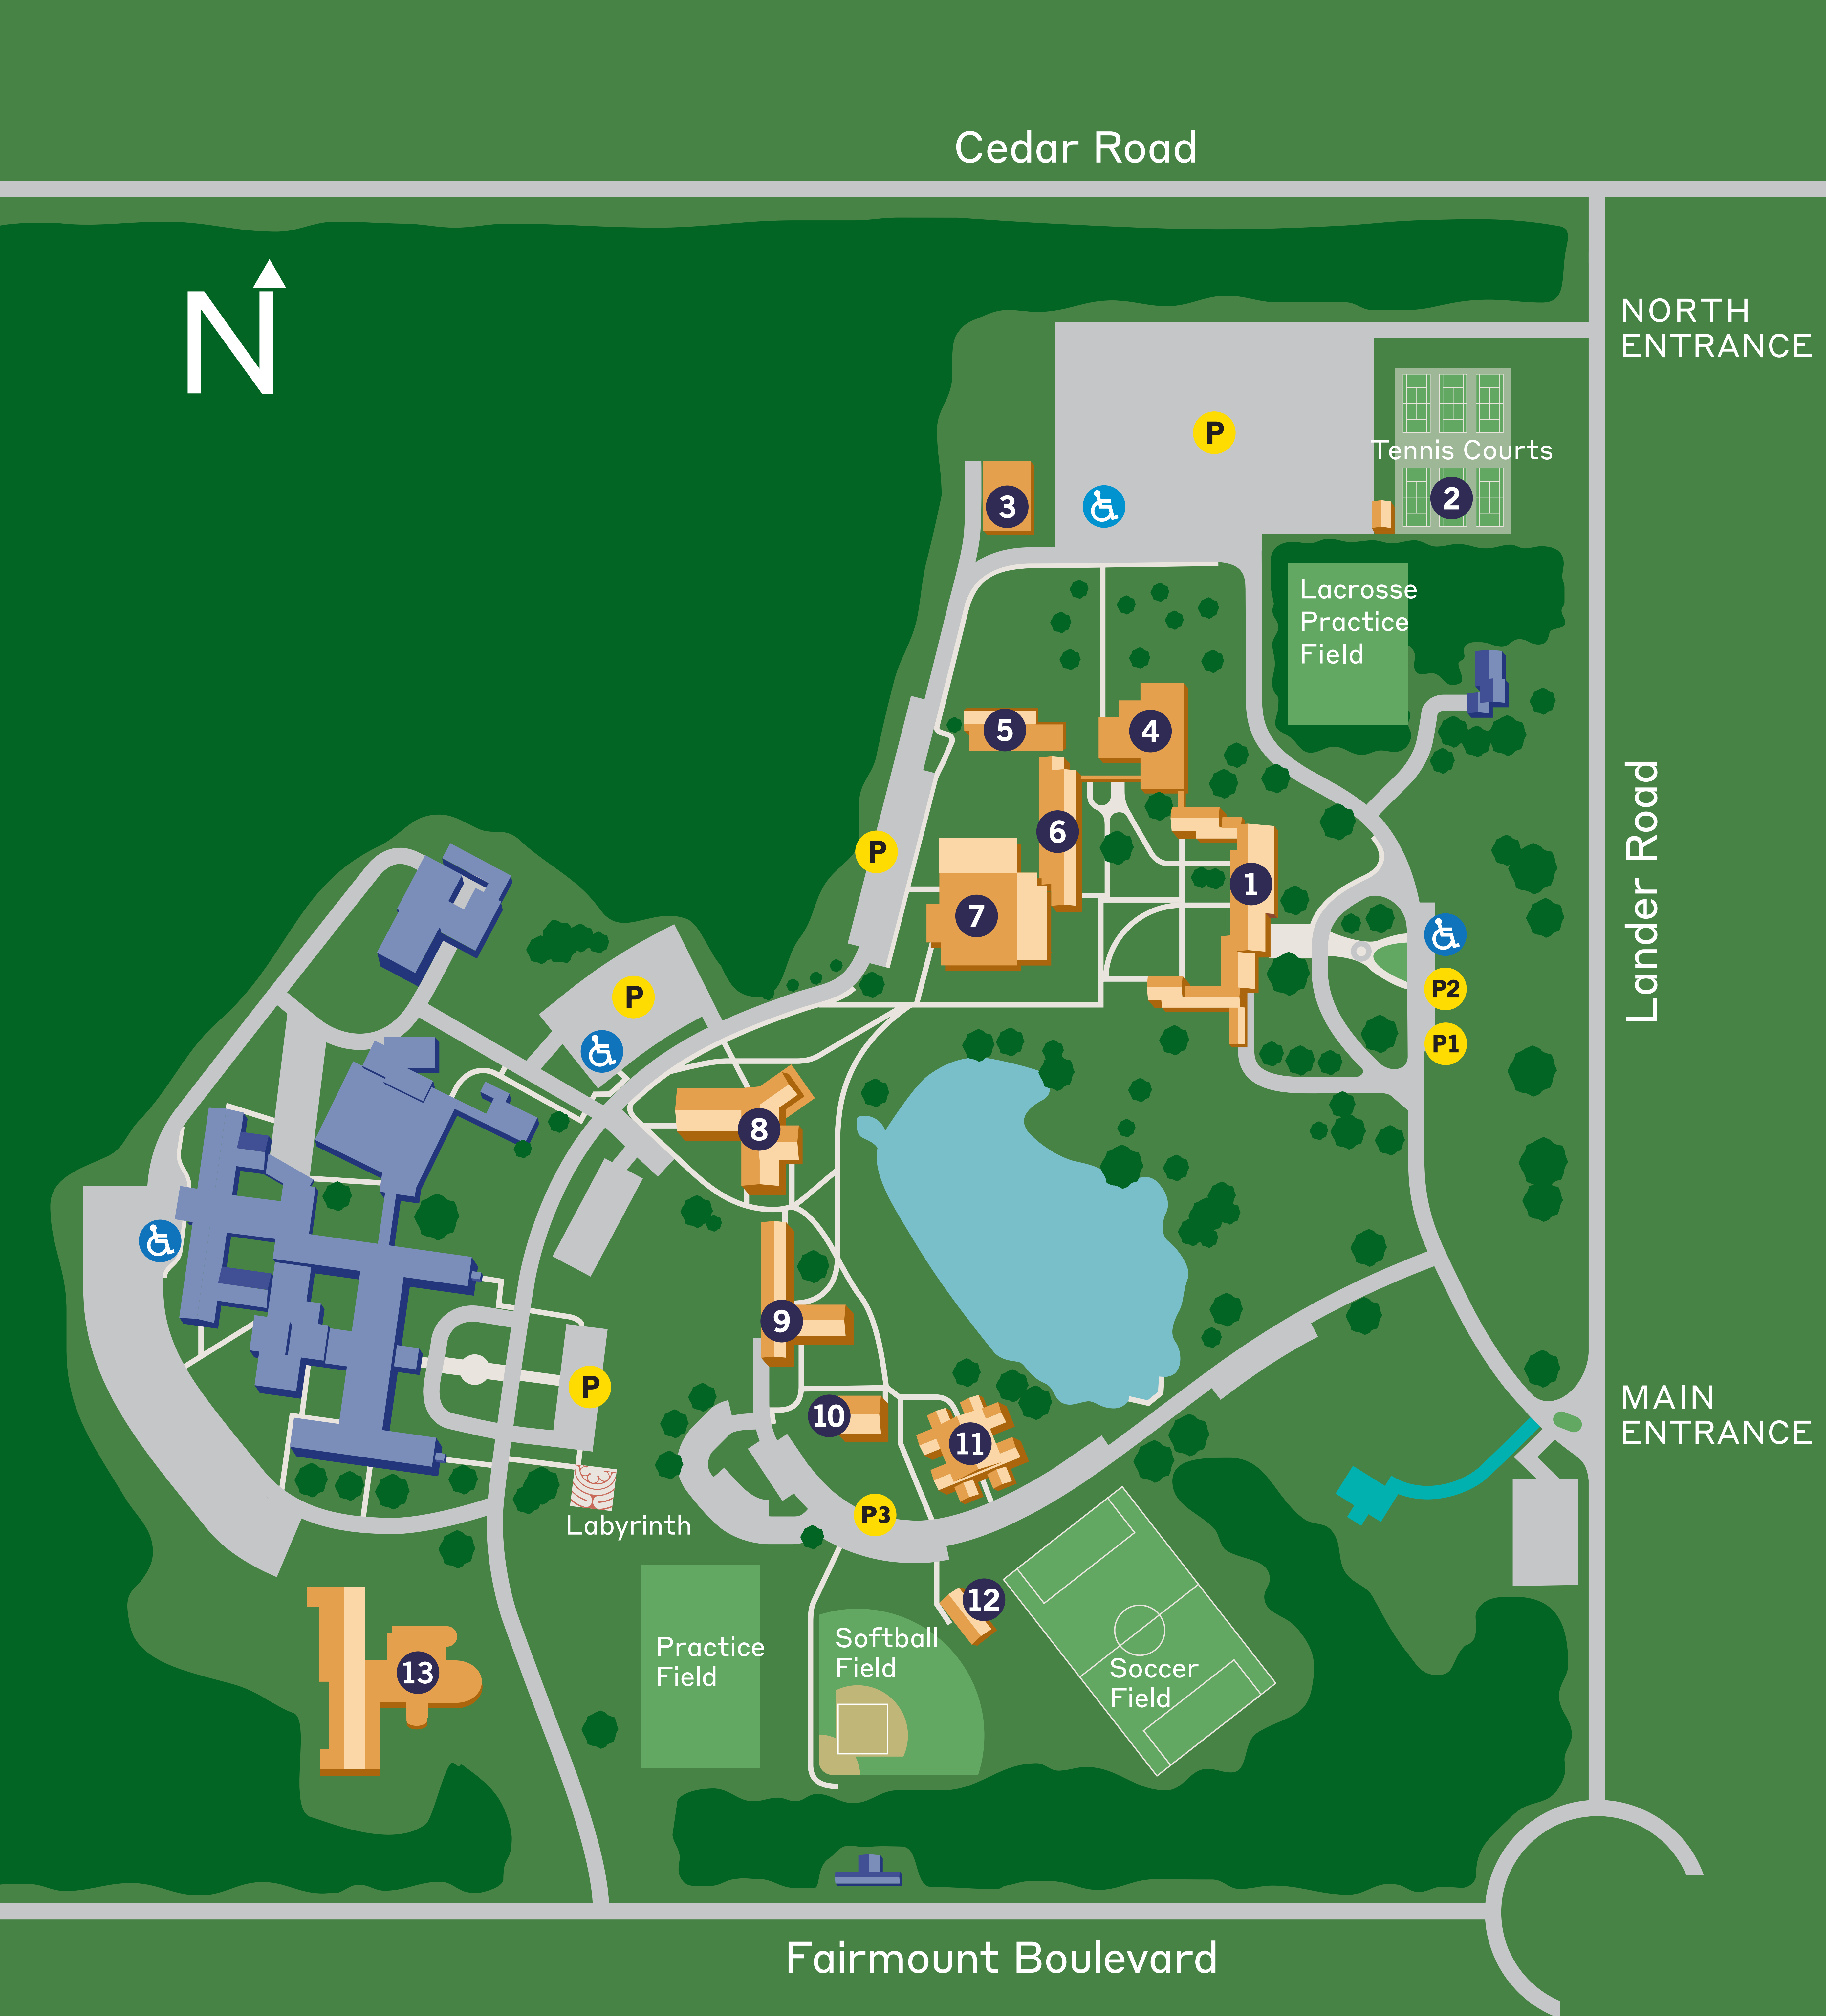 Cedar Road
N
NORTH
ENTRANCE
P
Tennis Courts
2
3
Lacrosse
Practice
Field
5
4
Lander Road
6
P
1
7
P2
P
P1
8
9
P
10
11
MAIN
ENTRANCE
P3
Labyrinth
12
Softball
Field
Practice
Field
Soccer
Field
13
Fairmount Boulevard